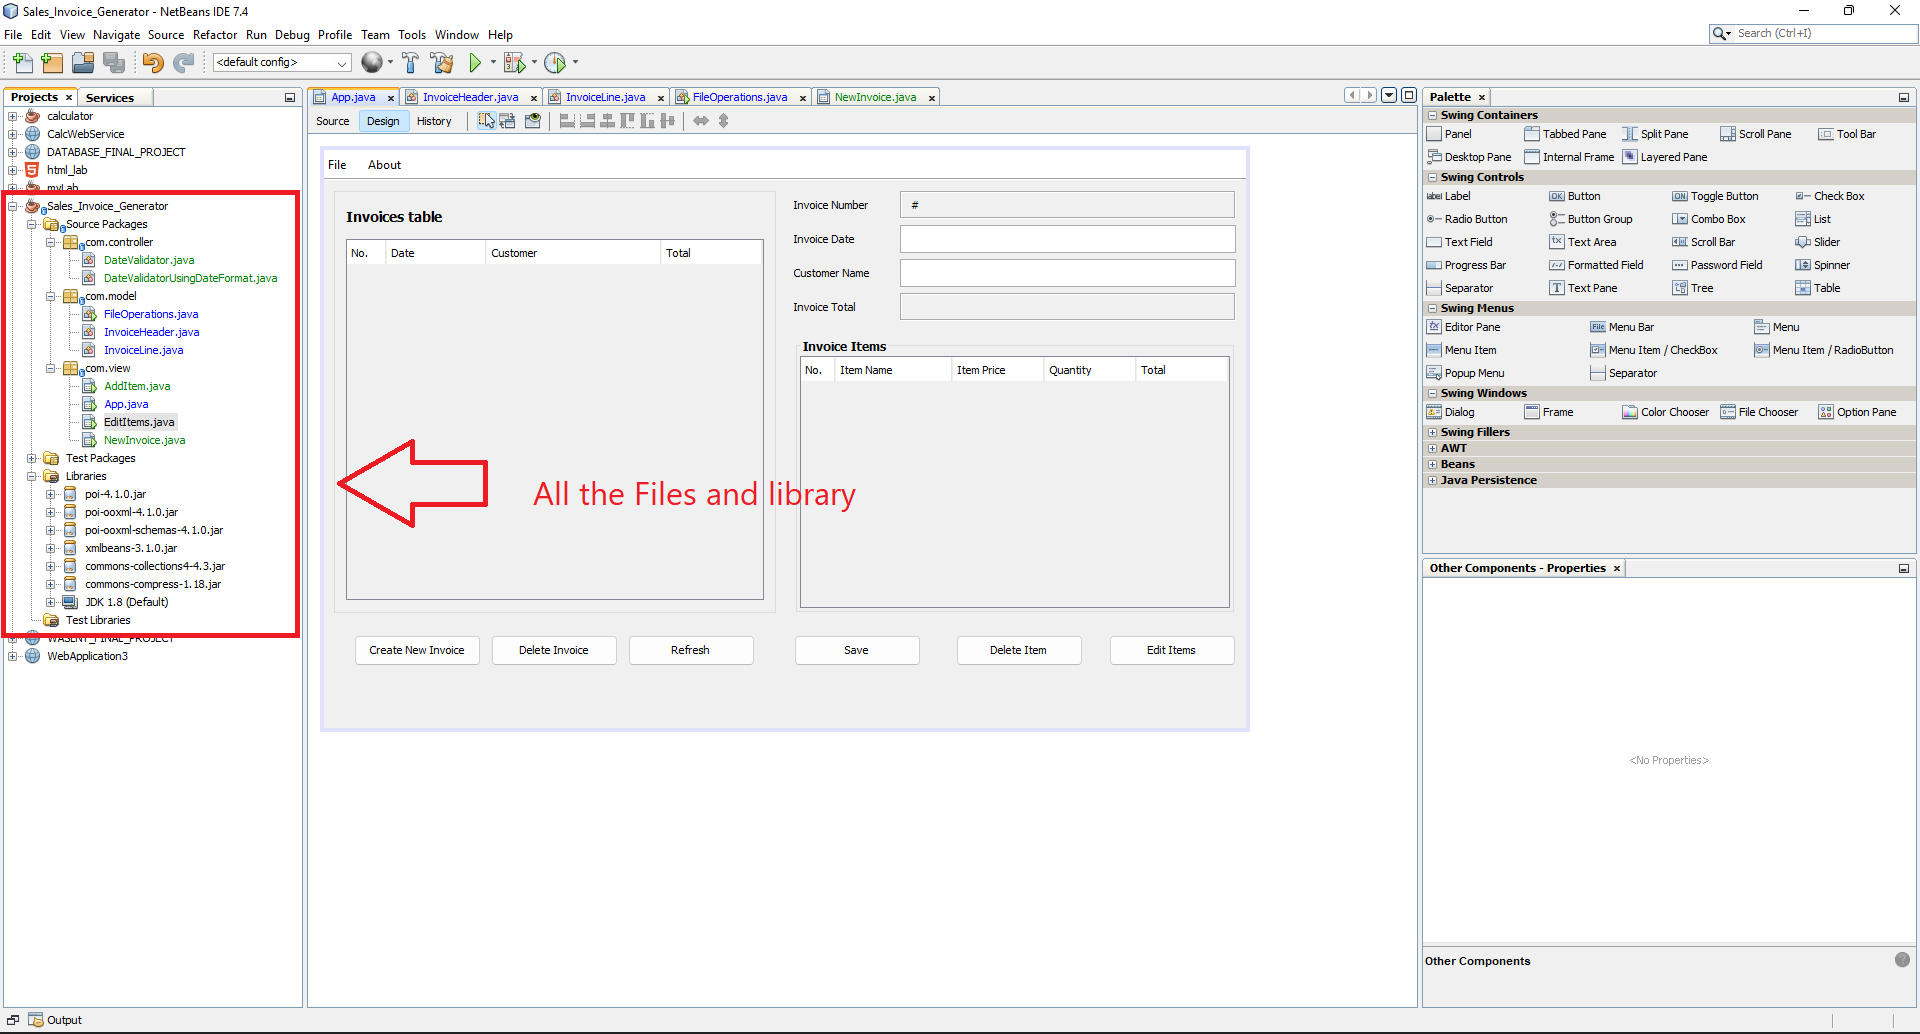 Sales_Invoice_Generator - NetBeans IDE 7.4
File Edit View Navigate Source Refactor Run Debug Profile Team Tools Window Help
Search (Ctrl+I)
<default config>
Projects Services
calculator
CalcWebService
DATABASE_FINAL_PROJECT
html_lab
myLab
Sales_Invoice_Generator
Source Packages
com.controller
DateValidator.java
DateValidatorUsingDateFormat.java
com.model
FileOperations.java
InvoiceHeader.java
InvoiceLine.java
com.view
AddItem.java
App.java
EditItems.java
NewInvoice.java
Test Packages
Libraries
poi-4.1.0.jar
poi-ooxml-4.1.0.jar
poi-ooxml-schemas-4.1.0.jar
xmlbeans-3.1.0.jar
commons-collections4-4.3.jar
commons-compress-1.18.jar
JDK 1.8 (Default)
Test Libraries
WASENT_FINAL_PROJECT
WebApplication3
App.java InvoiceHeader.java InvoiceLine.java FileOperations.java NewInvoice.java
Source Design History
File About
Invoices table
No. Date Customer Total
Invoice Number #
Invoice Date
Customer Name
Invoice Total
Invoice Items
No. Item Name Item Price Quantity Total
All the Files and library
Create New Invoice Delete Invoice Refresh Save Delete Item Edit Items
Palette
Swing Containers
Panel Tabbed Pane Split Pane Scroll Pane Tool Bar
Desktop Pane Internal Frame Layered Pane
Swing Controls
Label Button Toggle Button Check Box
Radio Button Button Group Combo Box List
Text Field Text Area Scroll Bar Slider
Progress Bar Formatted Field Password Field Spinner
Separator Text Pane Tree Table
Swing Menus
Editor Pane Menu Bar Menu
Menu Item Menu Item / CheckBox Menu Item / RadioButton
Popup Menu Separator
Swing Windows
Dialog Frame Color Chooser File Chooser Option Pane
Swing Fillers
AWT
Beans
Java Persistence
Other Components - Properties
<No Properties>
Other Components
Output